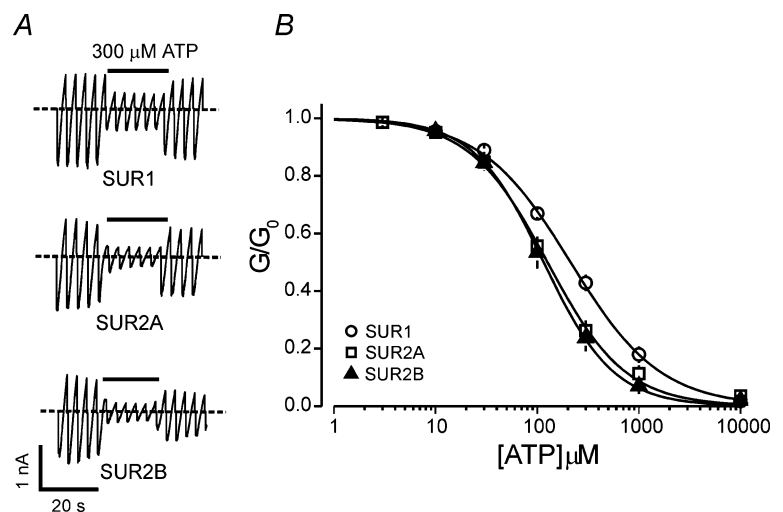 A
300 µM ATP
SUR1
SUR2A
SUR2B
1 nA
20 s
B
G/G0
1.0
0.8
0.6
0.4
0.2
0.0
SUR1
SUR2A
SUR2B
1 10 100 1000 10000
[ATP]µM